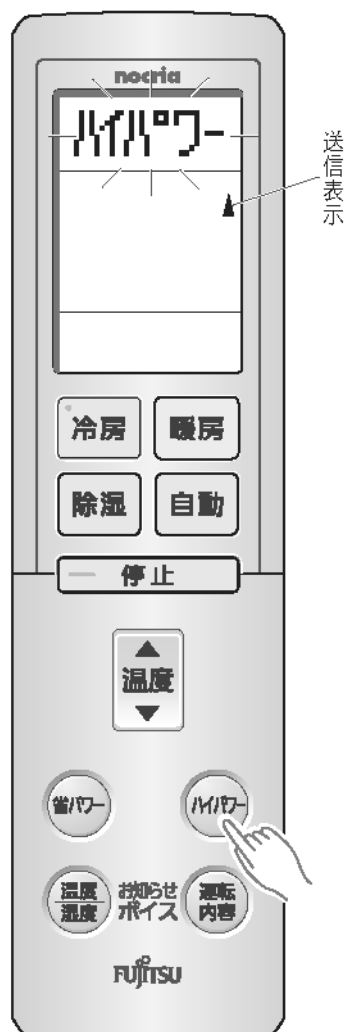 nocria
ハイパワー
送信表示
冷房
暖房
除湿
自動
停止
温度
省パワー
ハイパワー
温度
湿度
お知らせ
ボイス
運転
内容
FUJITSU